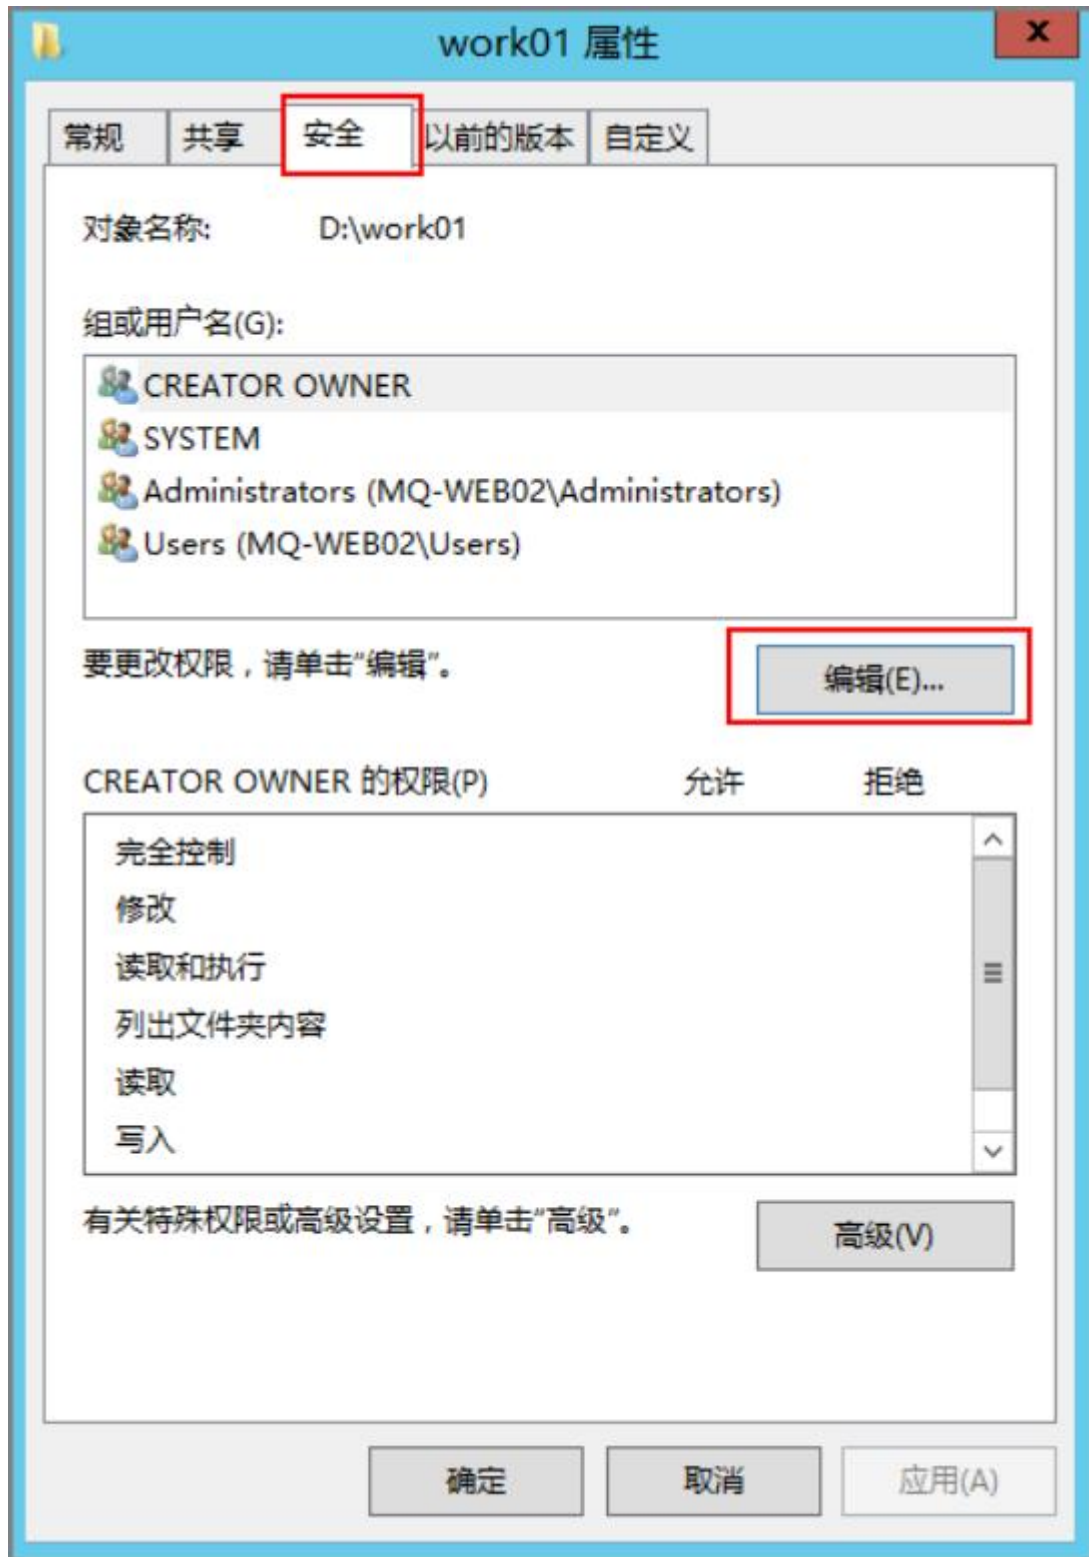 work01 属性
x
常规 共享 安全 以前的版本 自定义
对象名称: D:\work01
组或用户名(G):
CREATOR OWNER
SYSTEM
Administrators (MQ-WEB02\Administrators)
Users (MQ-WEB02\Users)
要更改权限，请单击"编辑"。 编辑(E)...
CREATOR OWNER 的权限(P) 允许 拒绝
完全控制
修改
读取和执行
列出文件夹内容
读取
写入
有关特殊权限或高级设置，请单击"高级"。 高级(V)
确定 取消 应用(A)